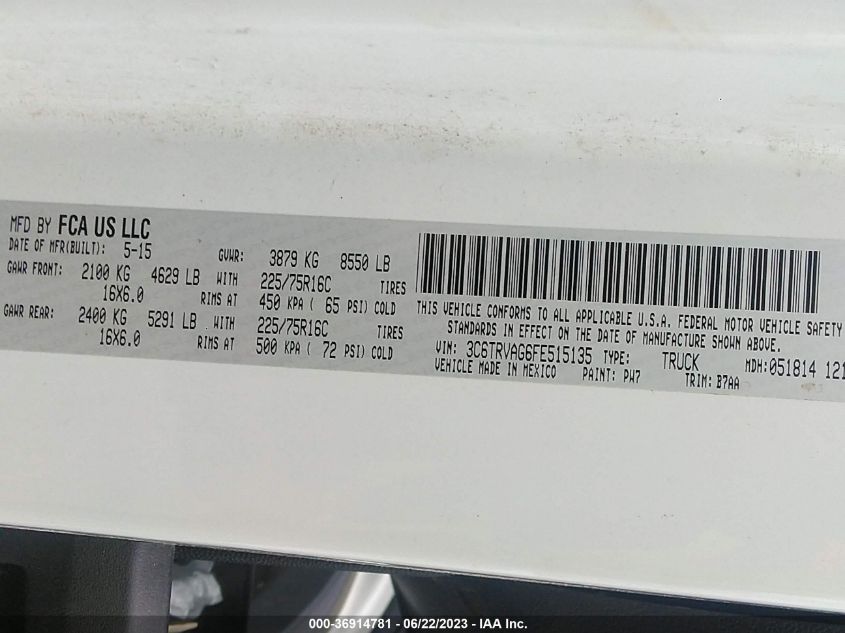 MFD BY FCA US LLC
DATE OF MFR(BUILT): 5-15 GVWR: 3879 KG 8550 LB
GAWR FRONT: 2100 KG 4629 LB WITH 225/75R16C TIRES
16X6.0 RIMS AT 450 KPA ( 65 PSI) COLD
GAWR REAR: 2400 KG 5291 LB WITH 225/75R16C TIRES
16X6.0 RIMS AT 500 KPA ( 72 PSI) COLD
THIS VEHICLE CONFORMS TO ALL APPLICABLE U.S.A. FEDERAL MOTOR VEHICLE SAFETY
STANDARDS IN EFFECT ON THE DATE OF MANUFACTURE SHOWN ABOVE.
VIN: 3C6TRVAG6FE515135 TYPE: TRUCK MDH: 051814 121
VEHICLE MADE IN MEXICO PAINT: PW7 TRIM: B7AA
000-36914781 - 06/22/2023 - IAA Inc.